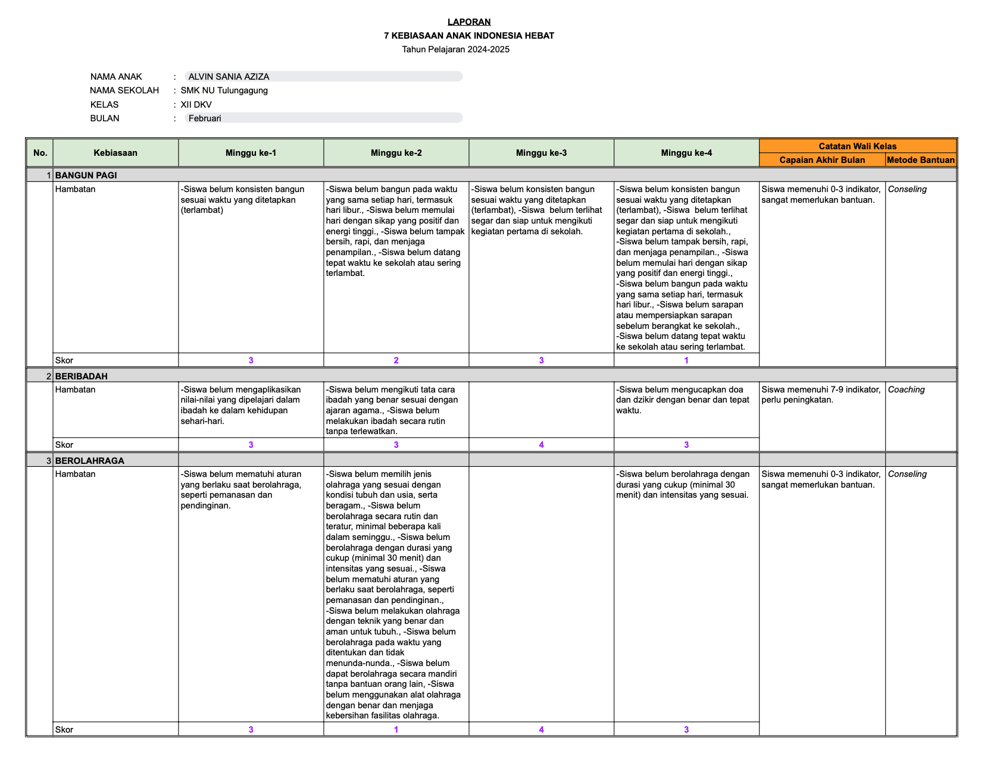 LAPORAN
7 KEBIASAAN ANAK INDONESIA HEBAT
Tahun Pelajaran 2024-2025
NAMA ANAK : ALVIN SANIA AZIZA
NAMA SEKOLAH : SMK NU Tulungagung
KELAS : XII DKV
BULAN : Februari
No. Kebiasaan Minggu ke-1 Minggu ke-2 Minggu ke-3 Minggu ke-4 Catatan Wali Kelas
Capaian Akhir Bulan Metode Bantuan
1 BANGUN PAGI
Hambatan
-Siswa belum konsisten bangun
sesuai waktu yang ditetapkan
(terlambat)
-Siswa belum bangun pada waktu
yang sama setiap hari, termasuk
hari libur., -Siswa belum memulai
hari dengan sikap yang positif dan
energi tinggi., -Siswa belum tampak
bersih, rapi, dan menjaga
penampilan., -Siswa belum datang
tepat waktu ke sekolah atau sering
terlambat.
-Siswa belum konsisten bangun
sesuai waktu yang ditetapkan
(terlambat), -Siswa  belum terlihat
segar dan siap untuk mengikuti
kegiatan pertama di sekolah.
-Siswa belum konsisten bangun
sesuai waktu yang ditetapkan
(terlambat), -Siswa  belum terlihat
segar dan siap untuk mengikuti
kegiatan pertama di sekolah.,
-Siswa belum tampak bersih, rapi,
dan menjaga penampilan., -Siswa
belum memulai hari dengan sikap
yang positif dan energi tinggi.,
-Siswa belum bangun pada waktu
yang sama setiap hari, termasuk
hari libur., -Siswa belum sarapan
atau mempersiapkan sarapan
sebelum berangkat ke sekolah.,
-Siswa belum datang tepat waktu
ke sekolah atau sering terlambat.
Siswa memenuhi 0-3 indikator,
sangat memerlukan bantuan.
Conseling
Skor 3 2 3 1
2 BERIBADAH
Hambatan
-Siswa belum mengaplikasikan
nilai-nilai yang dipelajari dalam
ibadah ke dalam kehidupan
sehari-hari.
-Siswa belum mengikuti tata cara
ibadah yang benar sesuai dengan
ajaran agama., -Siswa belum
melakukan ibadah secara rutin
tanpa terlewatkan.
-Siswa belum mengucapkan doa
dan dzikir dengan benar dan tepat
waktu.
Siswa memenuhi 7-9 indikator,
perlu peningkatan.
Coaching
Skor 3 3 4 3
3 BEROLAHRAGA
Hambatan
-Siswa belum mematuhi aturan
yang berlaku saat berolahraga,
seperti pemanasan dan
pendinginan.
-Siswa belum memilih jenis
olahraga yang sesuai dengan
kondisi tubuh dan usia, serta
beragam., -Siswa belum
berolahraga secara rutin dan
teratur, minimal beberapa kali
dalam seminggu., -Siswa belum
berolahraga dengan durasi yang
cukup (minimal 30 menit) dan
intensitas yang sesuai., -Siswa
belum mematuhi aturan yang
berlaku saat berolahraga, seperti
pemanasan dan pendinginan.,
-Siswa belum melakukan olahraga
dengan teknik yang benar dan
aman untuk tubuh., -Siswa belum
berolahraga pada waktu yang
ditentukan dan tidak
menunda-nunda., -Siswa belum
dapat berolahraga secara mandiri
tanpa bantuan orang lain, -Siswa
belum menggunakan alat olahraga
dengan benar dan menjaga
kebersihan fasilitas olahraga.
-Siswa belum berolahraga dengan
durasi yang cukup (minimal 30
menit) dan intensitas yang sesuai.
Siswa memenuhi 0-3 indikator,
sangat memerlukan bantuan.
Conseling
Skor 3 1 4 3